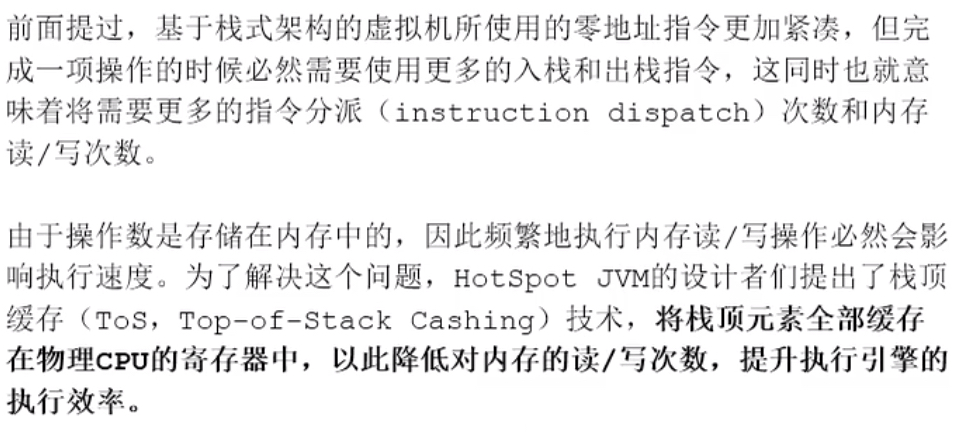 前面提过，基于栈式架构的虚拟机所使用的零地址指令更加紧凑，但完
成一项操作的时候必然需要使用更多的入栈和出栈指令，这同时也就意
味着将需要更多的指令分派（instruction dispatch）次数和内存
读/写次数。
由于操作数是存储在内存中的，因此频繁地执行内存读/写操作必然会影
响执行速度。为了解决这个问题，HotSpot JVM的设计者们提出了栈顶
缓存（ToS，Top-of-Stack Cashing）技术，将栈顶元素全部缓存
在物理CPU的寄存器中，以此降低对内存的读/写次数，提升执行引擎的
执行效率。